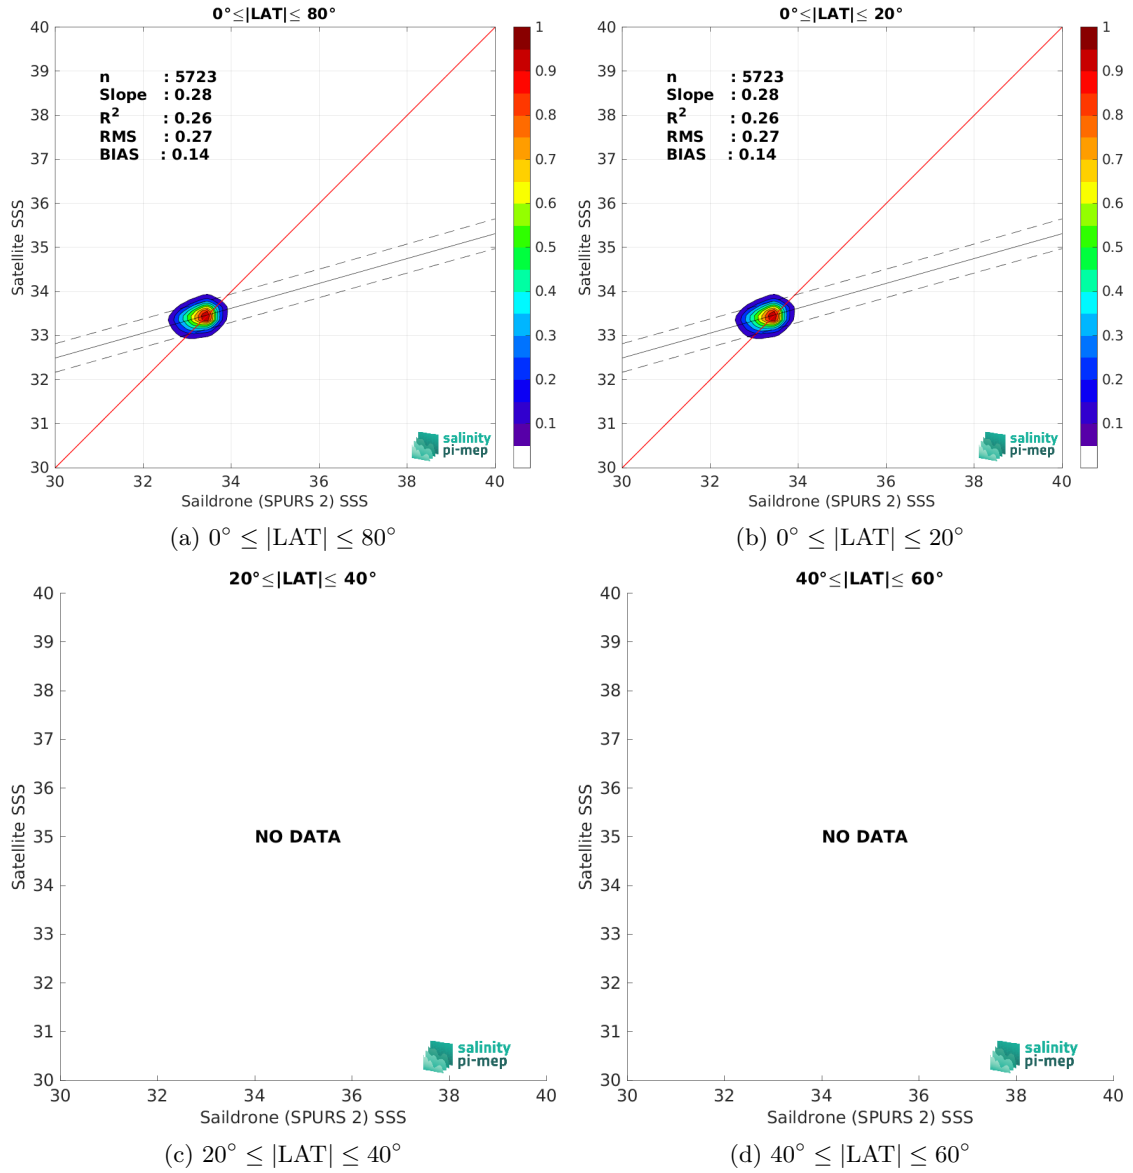 0°≤|LAT|≤ 80°
40
39
38
37
36
35
34
33
32
31
30
Satellite SSS
n : 5723
Slope : 0.28
R² : 0.26
RMS : 0.27
BIAS : 0.14
salinity
pi-mep
30 32 34 36 38 40
Saildrone (SPURS 2) SSS
1
0.9
0.8
0.7
0.6
0.5
0.4
0.3
0.2
0.1
(a) 0° ≤ |LAT| ≤ 80°
0°≤|LAT|≤ 20°
40
39
38
37
36
35
34
33
32
31
30
Satellite SSS
n : 5723
Slope : 0.28
R² : 0.26
RMS : 0.27
BIAS : 0.14
salinity
pi-mep
30 32 34 36 38 40
Saildrone (SPURS 2) SSS
1
0.9
0.8
0.7
0.6
0.5
0.4
0.3
0.2
0.1
(b) 0° ≤ |LAT| ≤ 20°
20°≤|LAT|≤ 40°
40
39
38
37
36
35
34
33
32
31
30
Satellite SSS
NO DATA
salinity
pi-mep
30 32 34 36 38 40
Saildrone (SPURS 2) SSS
(c) 20° ≤ |LAT| ≤ 40°
40°≤|LAT|≤ 60°
40
39
38
37
36
35
34
33
32
31
30
Satellite SSS
NO DATA
salinity
pi-mep
30 32 34 36 38 40
Saildrone (SPURS 2) SSS
(d) 40° ≤ |LAT| ≤ 60°